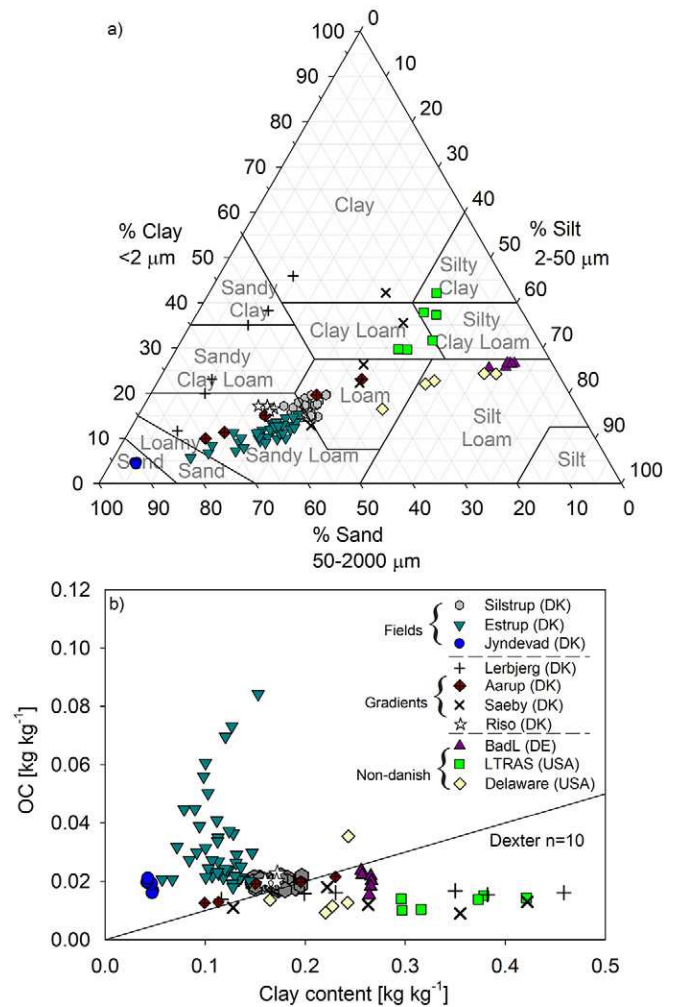 a)
0
100
10
90
20
80
30
70
40
60
50
% Clay
<2 µm
% Silt
2-50 µm
50
60
40
70
30
80
20
90
10
100
0
Clay
Silty
Clay
Sandy
Clay
Clay Loam
Silty
Clay Loam
Sandy
Clay Loam
Loam
Silt
Loam
Loamy
Sand
Sand
Sandy Loam
Silt
100 90 80 70 60 50 40 30 20 10 0
% Sand
50-2000 µm
b)
0.12
0.10
0.08
0.06
0.04
0.02
0.00
OC [kg kg-1]
Fields
Silstrup (DK)
Estrup (DK)
Jyndevad (DK)
Gradients
Lerbjerg (DK)
Aarup (DK)
Saeby (DK)
Riso (DK)
Non-danish
BadL (DE)
LTRAS (USA)
Delaware (USA)
Dexter n=10
0.0 0.1 0.2 0.3 0.4 0.5
Clay content [kg kg-1]